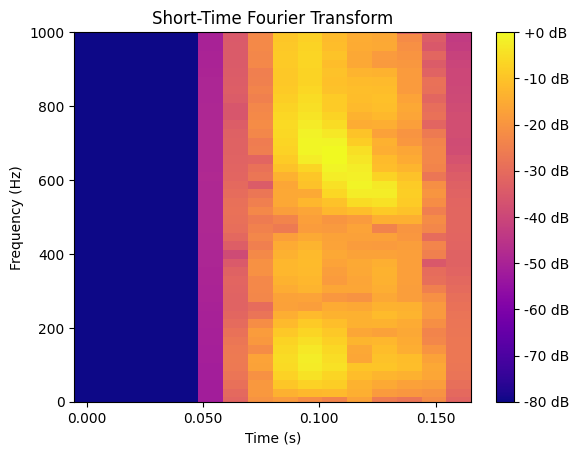 Short-Time Fourier Transform
Frequency (Hz)
1000
800
600
400
200
0
0.000
0.050
0.100
0.150
Time (s)
+0 dB
-10 dB
-20 dB
-30 dB
-40 dB
-50 dB
-60 dB
-70 dB
-80 dB